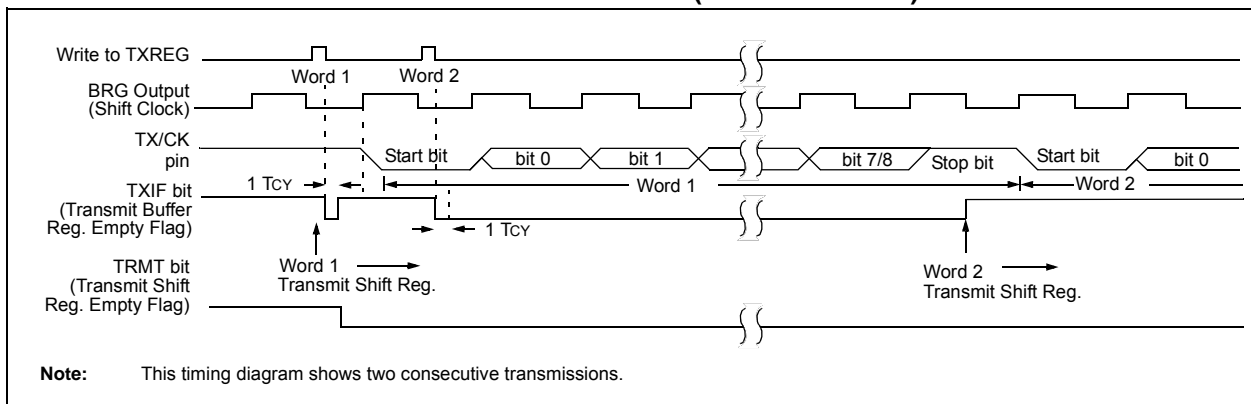 Write to TXREG
Word 1 Word 2
BRG Output
(Shift Clock)
TX/CK
pin
Start bit bit 0 bit 1 bit 7/8 Stop bit Start bit bit 0
1 TCY Word 1 Word 2
TXIF bit
(Transmit Buffer
Reg. Empty Flag)
1 TCY
Word 1
Transmit Shift Reg.
Word 2
Transmit Shift Reg.
TRMT bit
(Transmit Shift
Reg. Empty Flag)
Note: This timing diagram shows two consecutive transmissions.